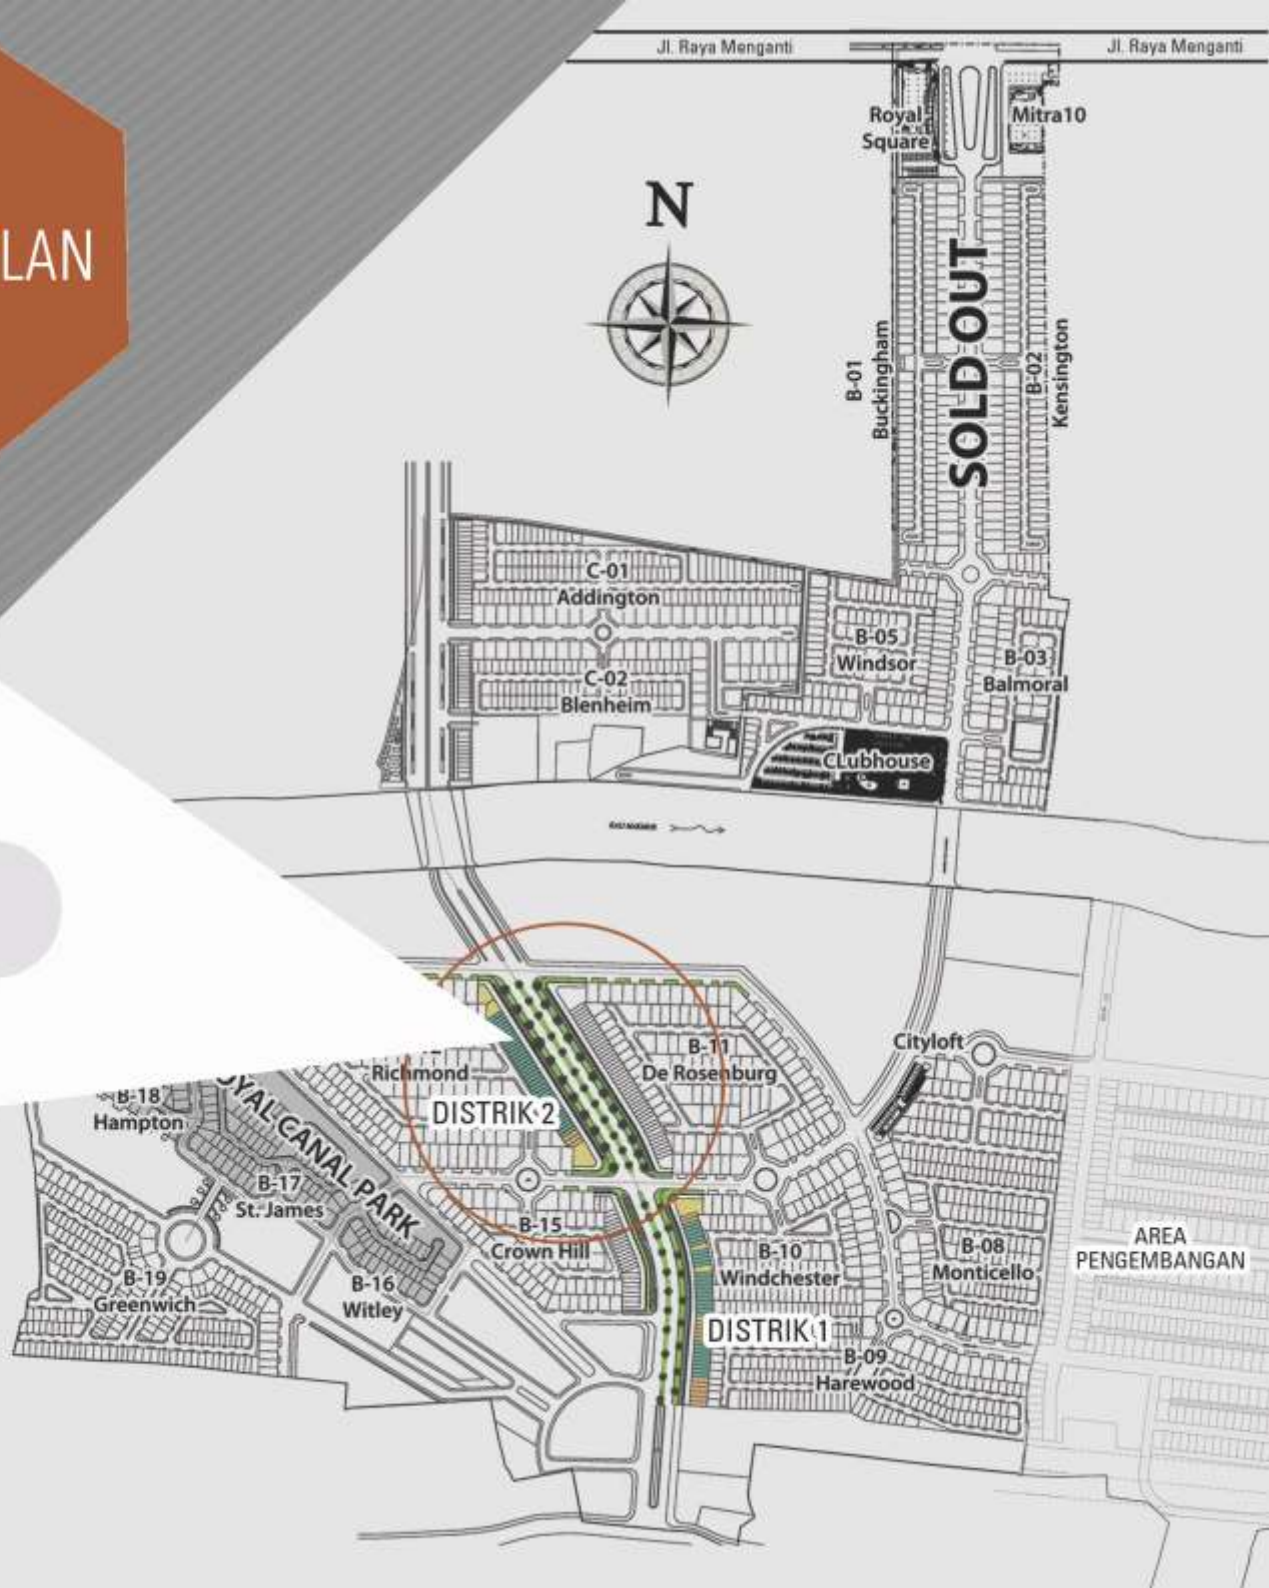 Jl. Raya Menganti
Jl. Raya Menganti
Royal
Square
Mitra10
LAN
N
SOLD OUT
B-01
Buckingham
B-02
Kensington
C-01
Addington
B-05
Windsor
B-03
Balmoral
C-02
Blenheim
CLubhouse
Cityloft
B-11
De Rosenburg
Richmond
DISTRIK 2
B-18
Hampton
OYAL CANAL PARK
B-17
St. James
B-15
Crown Hill
B-10
Windchester
B-08
Monticello
AREA
PENGEMBANGAN
B-19
Greenwich
B-16
Witley
DISTRIK 1
B-09
Harewood